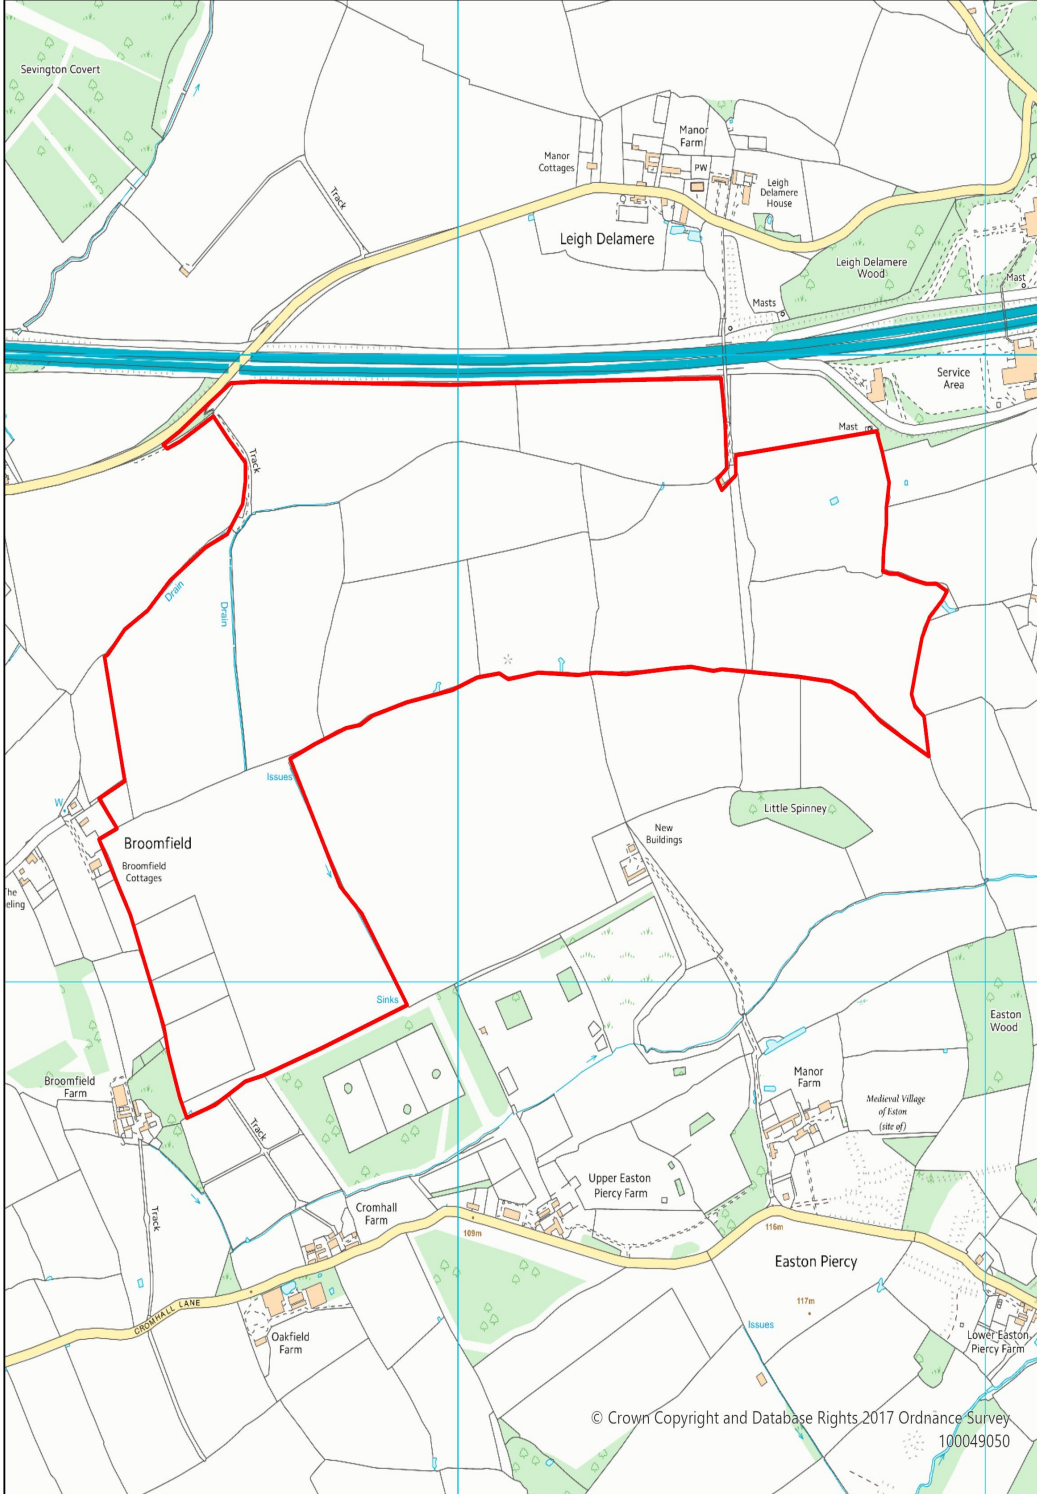 Sevington Covert
Track
Manor
Cottages
Manor
Farm
PW
Leigh
Delamere
House
Leigh Delamere
Leigh Delamere
Wood
Mast
Masts
Service
Area
Mast
Track
Drain
Drain
Issues
W
Broomfield
Broomfield
Cottages
The
eling
New
Buildings
Little Spinney
Sinks
Easton
Wood
Broomfield
Farm
Manor
Farm
Medieval Village
of Eston
(site of)
Track
Upper Easton
Piercy Farm
Track
Cromhall
Farm
109m
116m
Easton Piercy
CROMHALL LANE
117m
Issues
Oakfield
Farm
Lower Easton
Piercy Farm
© Crown Copyright and Database Rights 2017 Ordnance Survey
100049050